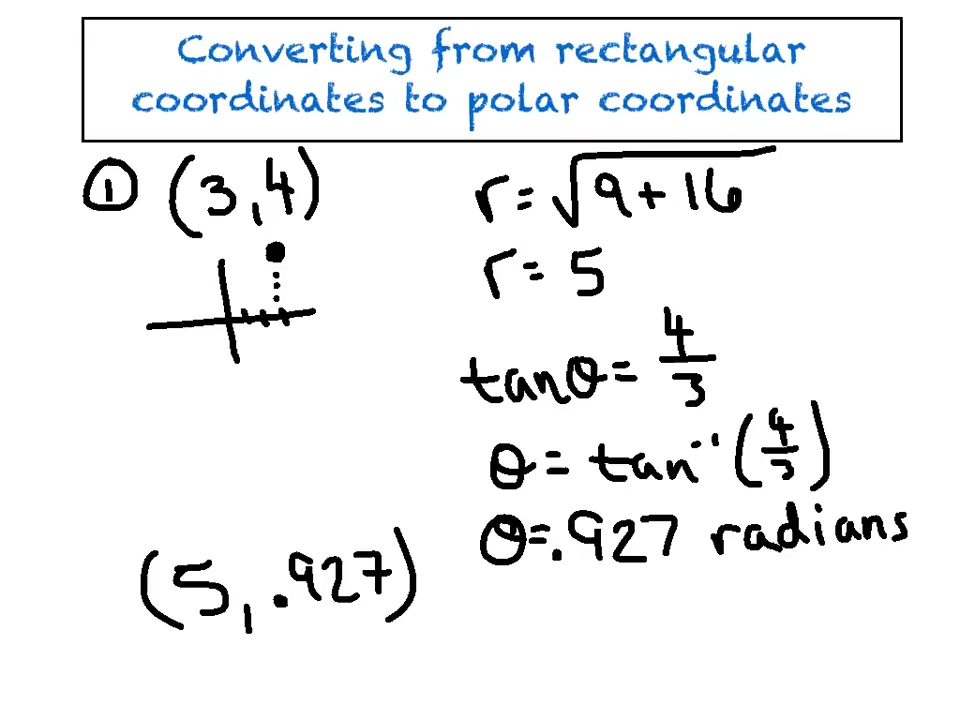 Converting from rectangular
coordinates to polar coordinates
① (3,4)
r = √9+16
r = 5
tanθ = 4/3
θ = tan⁻¹(4/3)
θ=.927 radians
(5, .927)